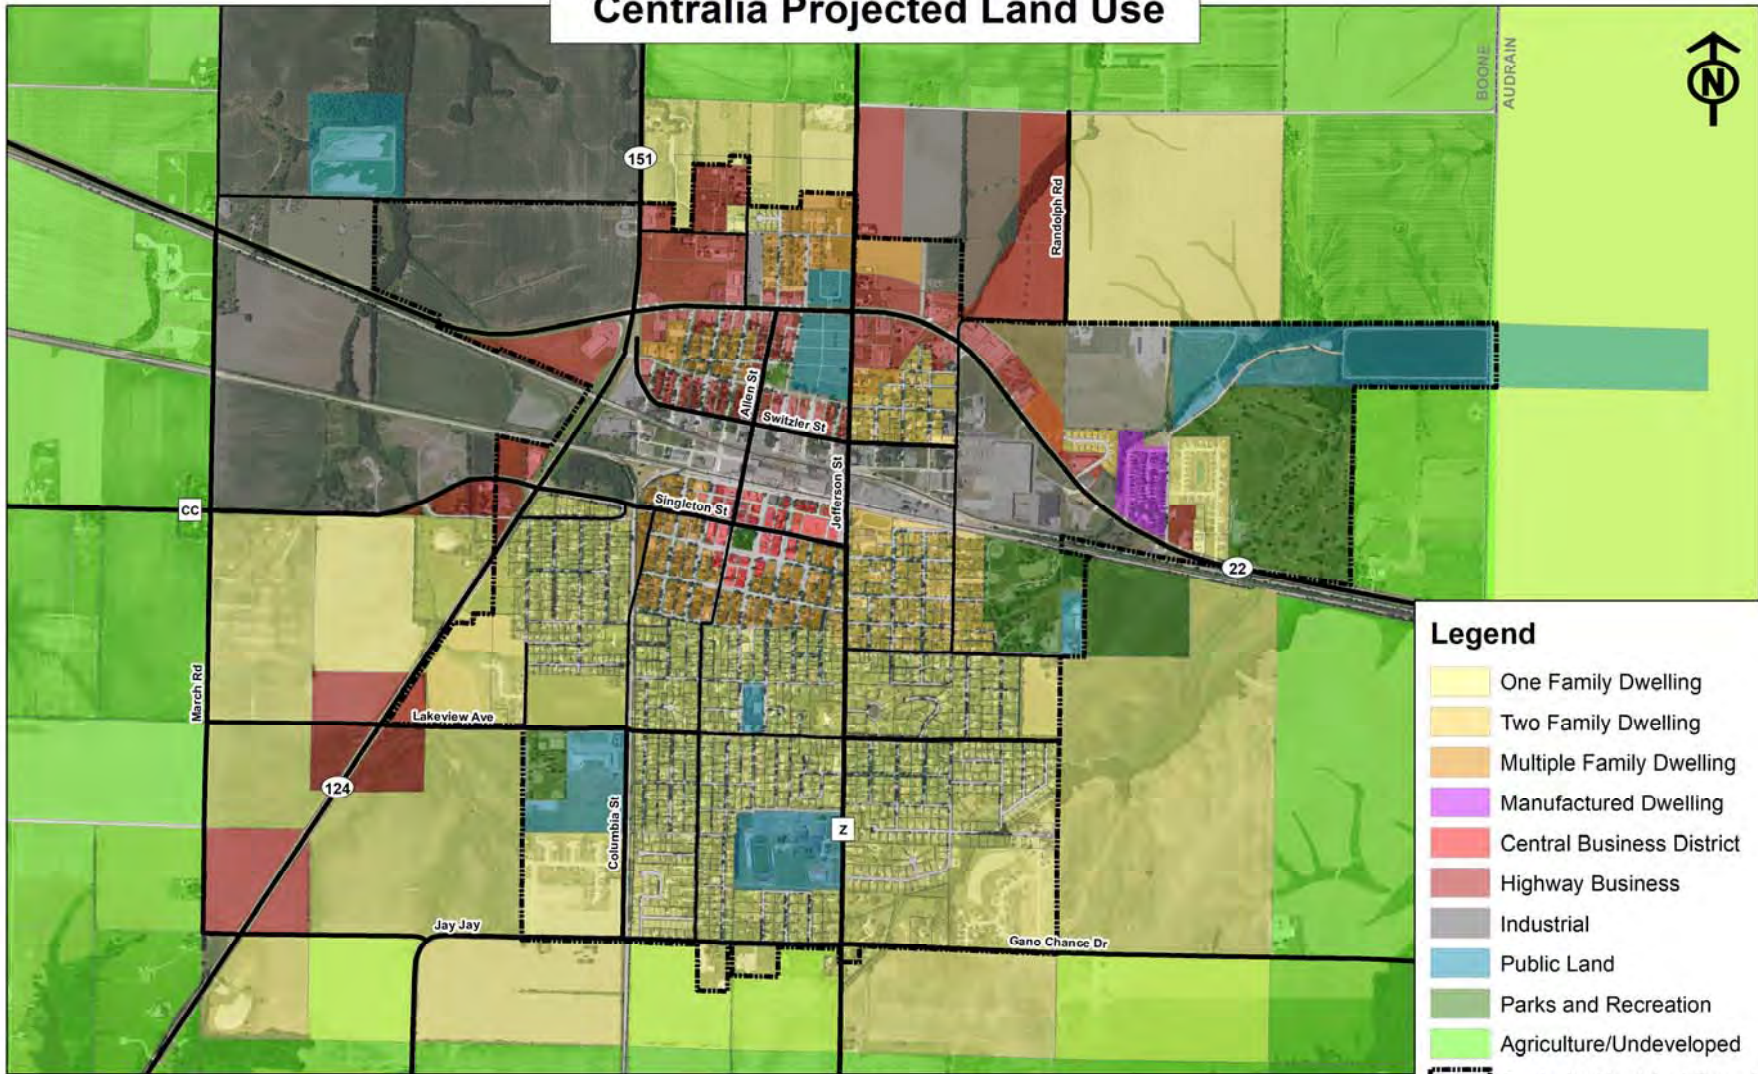 Centralia Projected Land Use
BOONE
AUDRAIN
N
151
Randolph Rd
Allen St
Switzler St
Jefferson St
Singleton St
CC
22
March Rd
Lakeview Ave
124
Columbia St
Z
Jay Jay
Gano Chance Dr
Legend
One Family Dwelling
Two Family Dwelling
Multiple Family Dwelling
Manufactured Dwelling
Central Business District
Highway Business
Industrial
Public Land
Parks and Recreation
Agriculture/Undeveloped